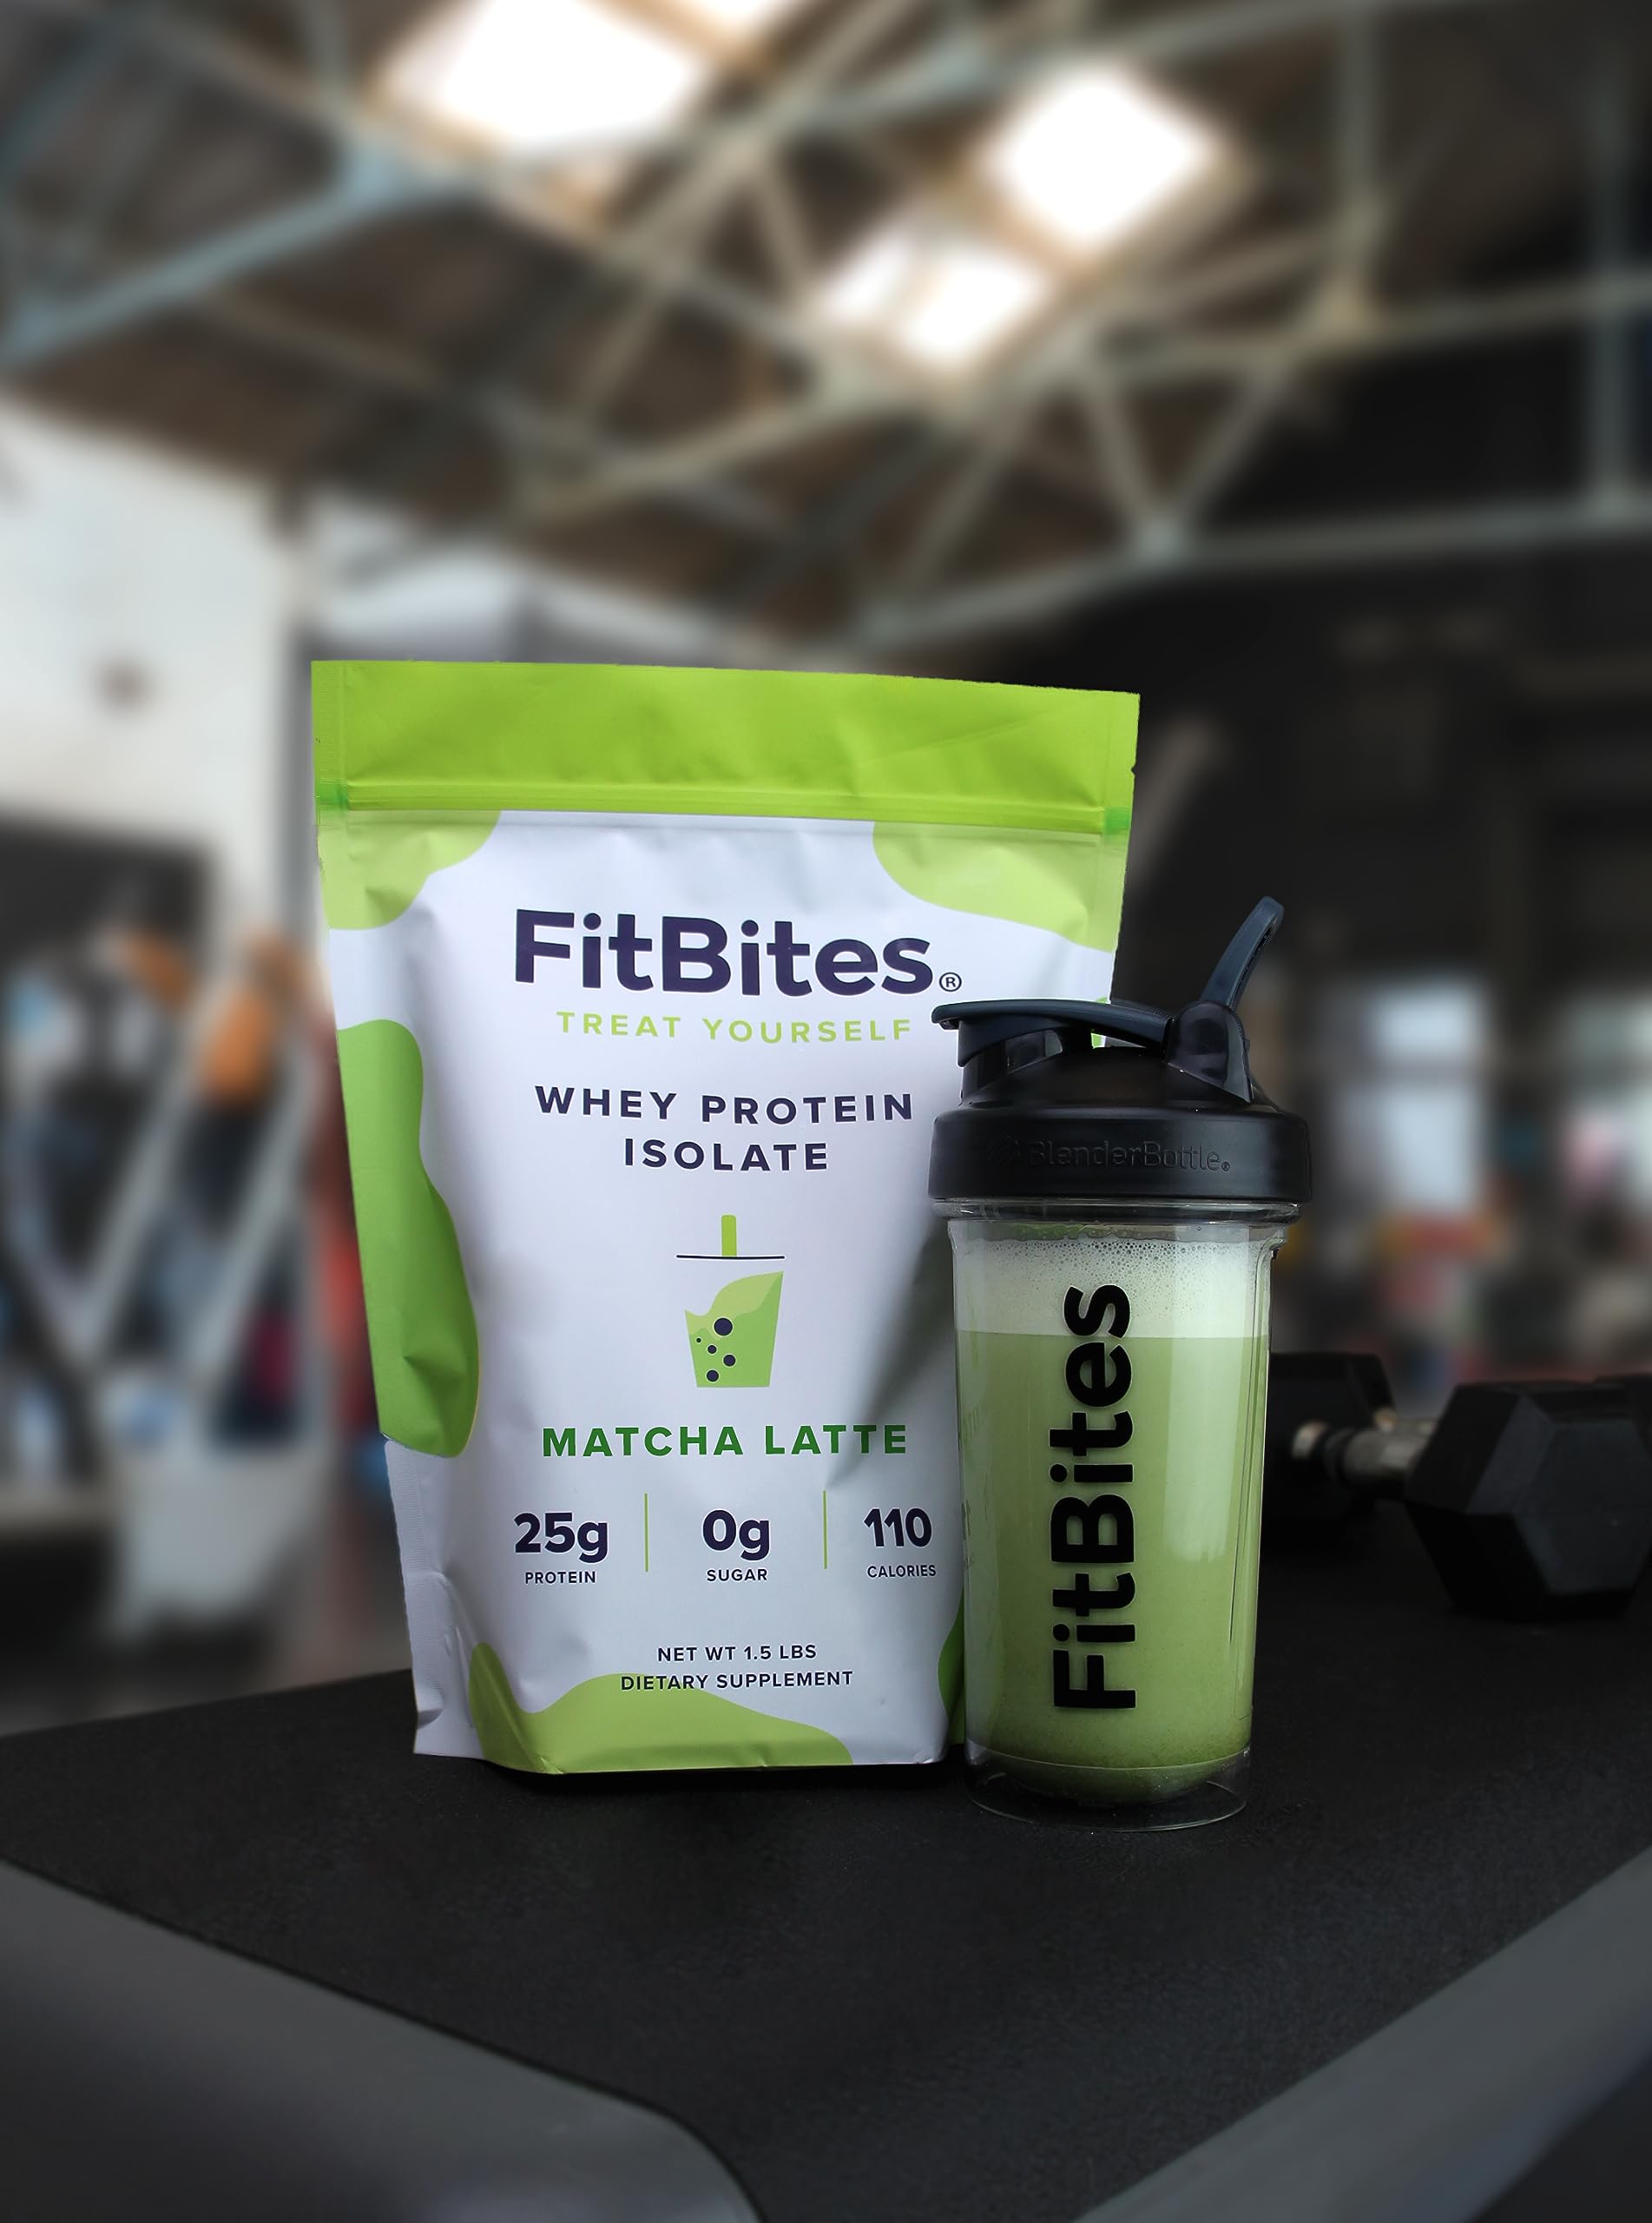 FitBites®
TREAT YOURSELF
WHEY PROTEIN
ISOLATE
MATCHA LATTE
25g
PROTEIN
0g
SUGAR
110
CALORIES
NET WT 1.5 LBS
DIETARY SUPPLEMENT
BlenderBottle®
FitBites